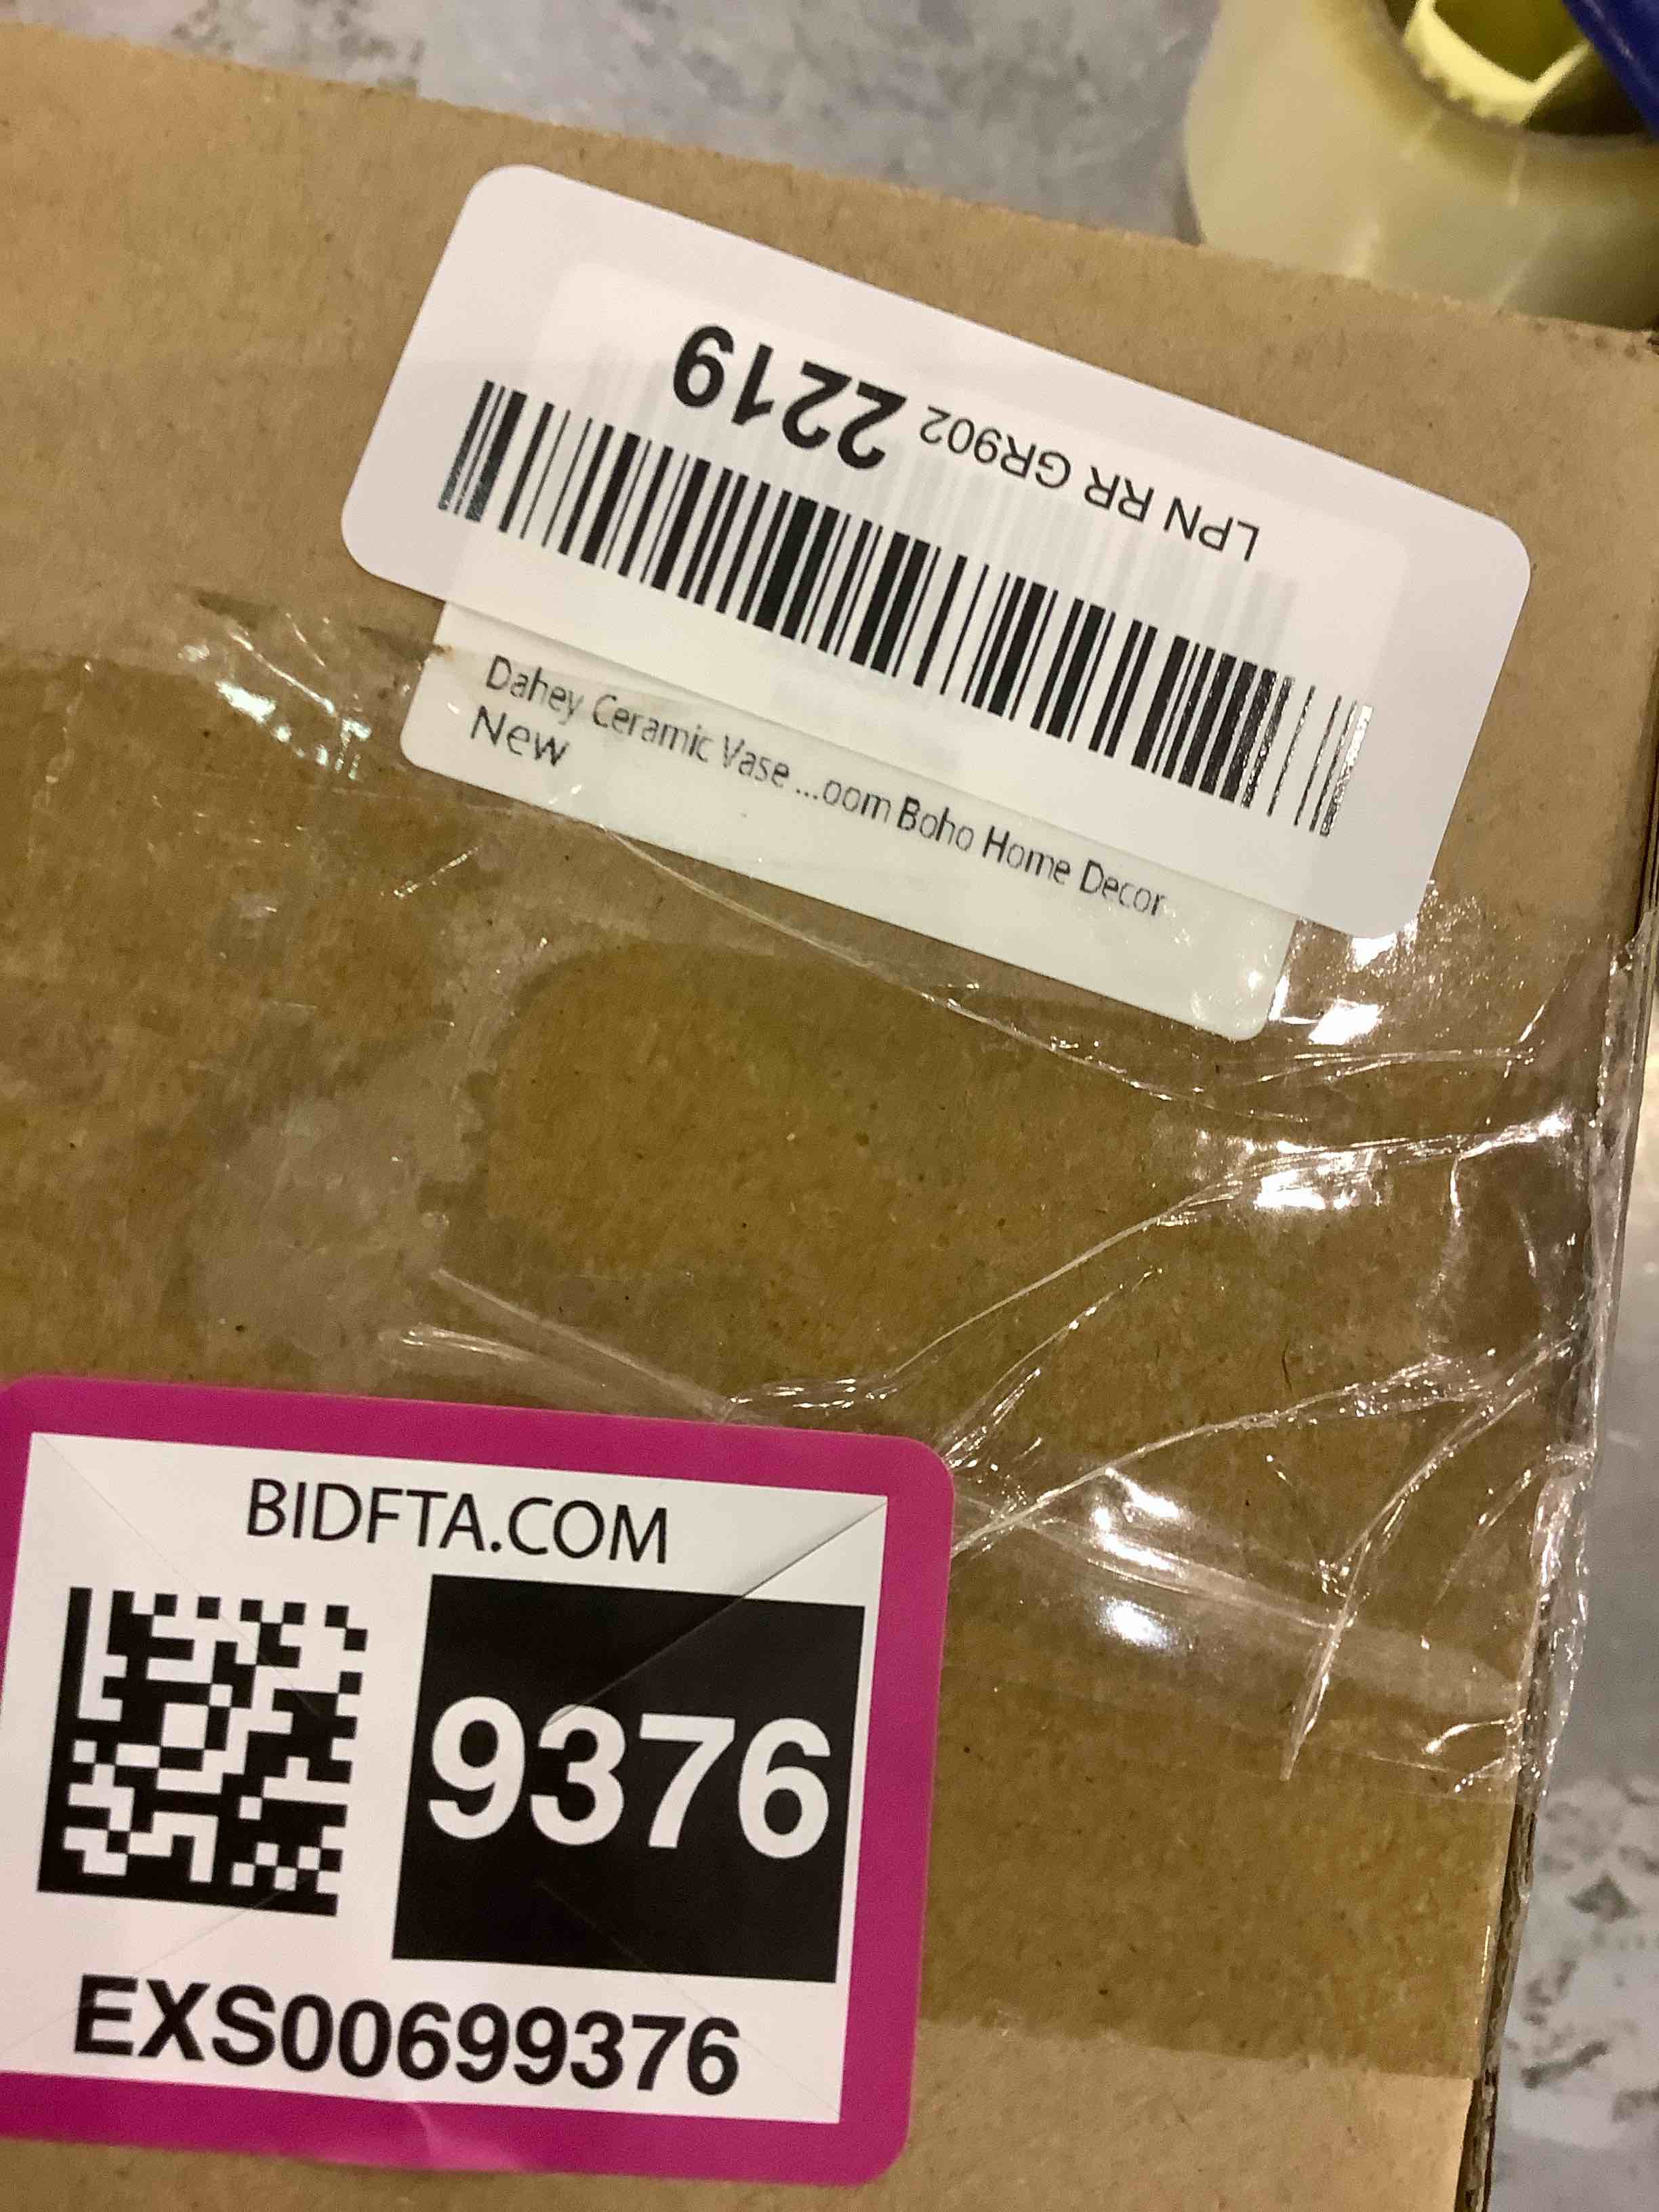 LPN RR GR902 2219
Dahey Ceramic Vase ...oom Boho Home Decor
New
BIDFTA.COM
9376
EXS00699376